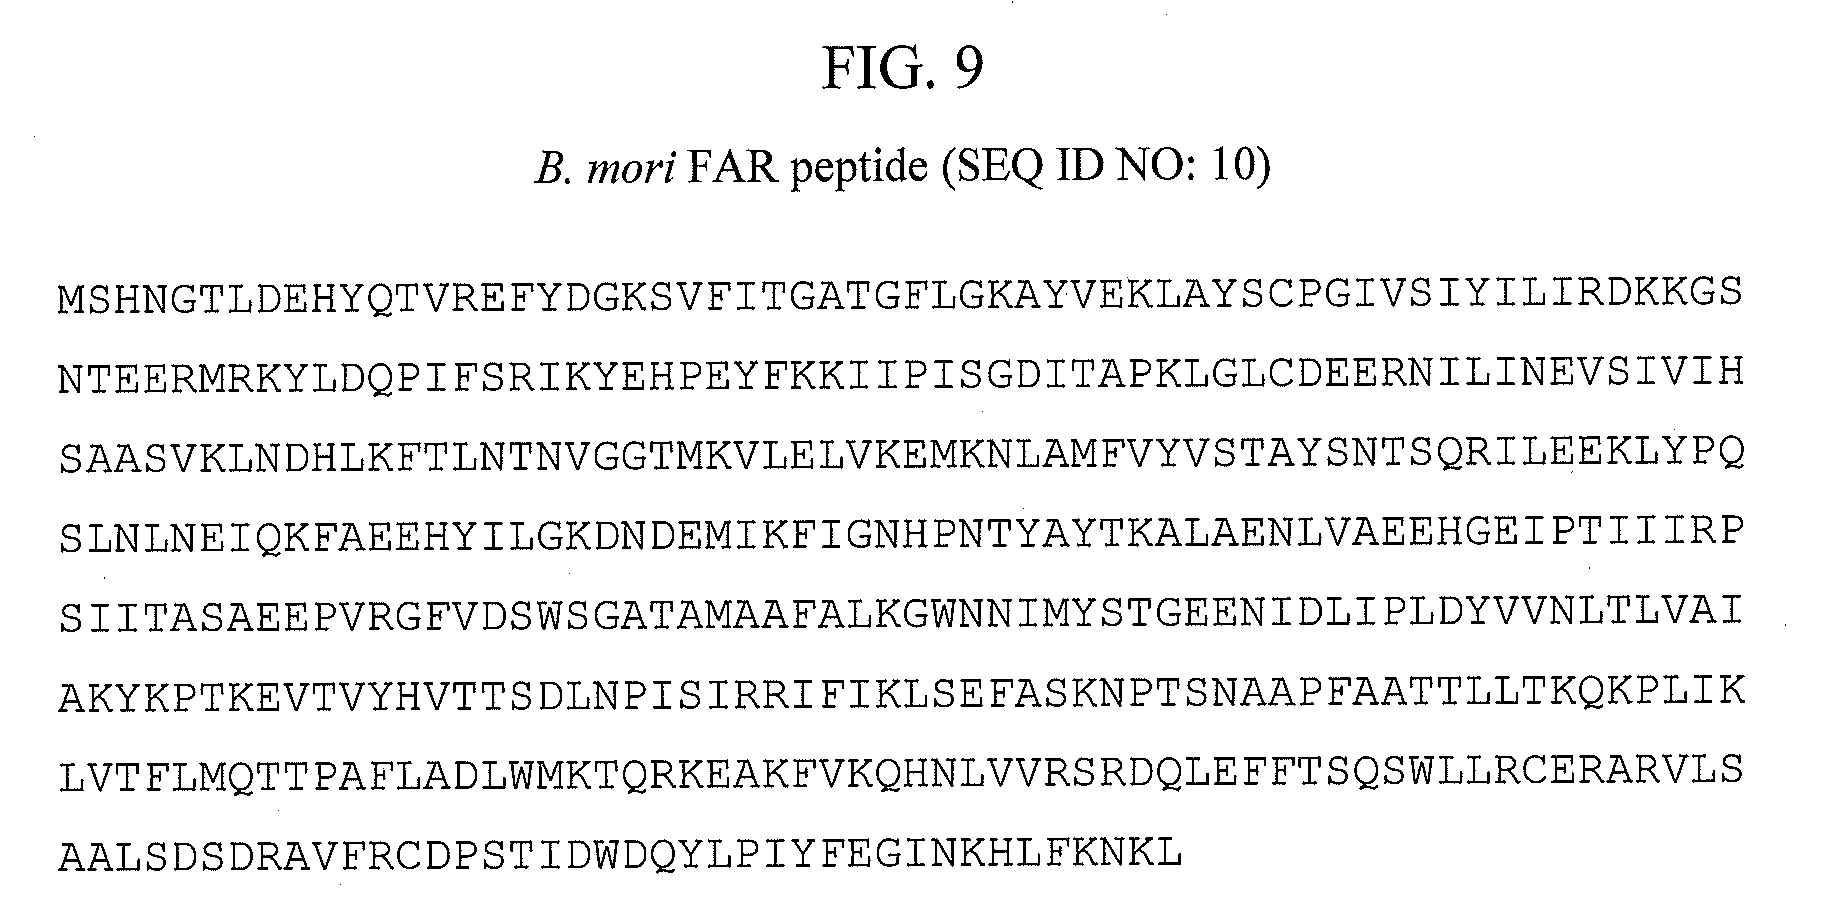 FIG. 9
B. mori FAR peptide (SEQ ID NO: 10)
MSHNGTLDEHYQTVREFYDGKSVFITGATGFLGKAYVEKLAYSCPGIVSIYILIRDKKGS
NTEERMRKYLDQPIFSRIKYEHPEYFKKIIPISGDITAPKLGLCDEERNILINEVSIVIH
SAASVKLNDHLKFTLNTNVGGTMKVLELVKEMKNLAMFVYVSTAYSNTSQRILEEKLYPQ
SLNLNEIQKFAEEHYILGKDNDEMIKFIGNHPNTYAYTKALAENLVAEEHGEIPTIIIRP
SIITASAEEPVRGFVDSWSGATAMAAFALKGWNNIMYSTGEENIDLIPLDYVVNLTLVAI
AKYKPTKEVTVYHVTTSDLNPISIRRIFIKLSEFASKNPTSNAAPFAATTLLTKQKPLIK
LVTFLMQTTPAFLADLWMKTQRKEAKFVKQHNLVVRSRDQLEFFTSQSWLLRCERARVLS
AALSDSDRAVFRCDPSTIDWDQYLPIYFEGINKHLFKNKL